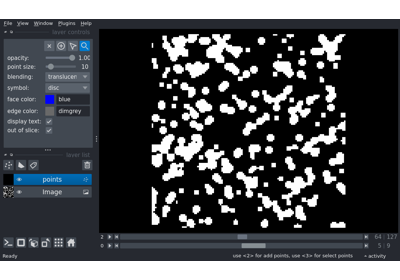 File View Window Plugins Help
layer controls
opacity: 1.00
point size: 10
blending: translucen
symbol: disc
face color: blue
edge color: dimgrey
display text:
out of slice:
layer list
points
Image
2 64 127
0 5 9
Ready use <2> for add points, use <3> for select points activity